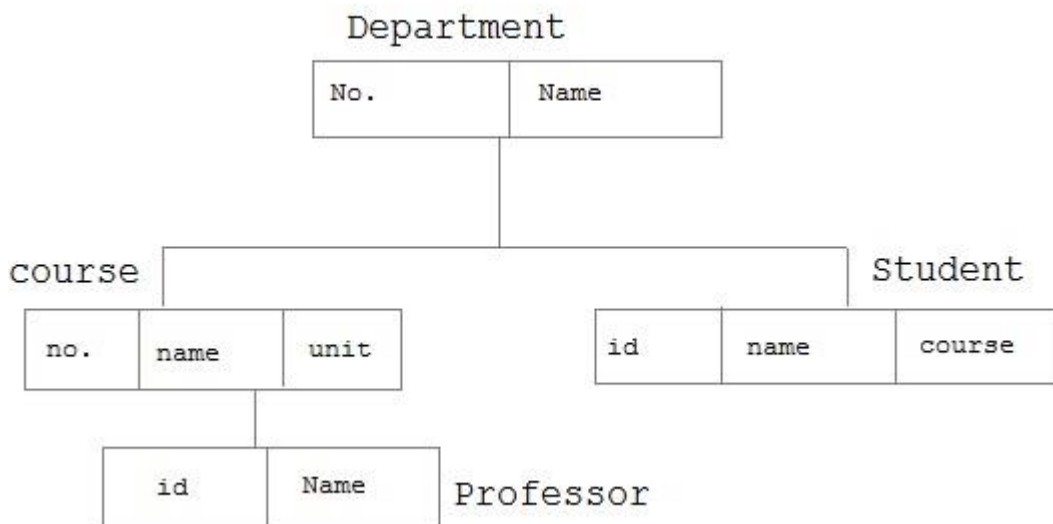 Department
No. Name
course
Student
no. name unit
id name course
id Name
Professor